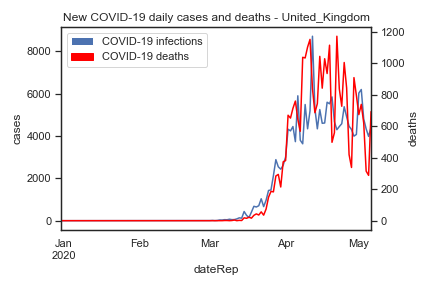 New COVID-19 daily cases and deaths - United_Kingdom
COVID-19 infections
COVID-19 deaths
cases
8000
6000
4000
2000
0
1200
1000
800
600
400
200
0
deaths
Jan
2020
Feb
Mar
Apr
May
dateRep